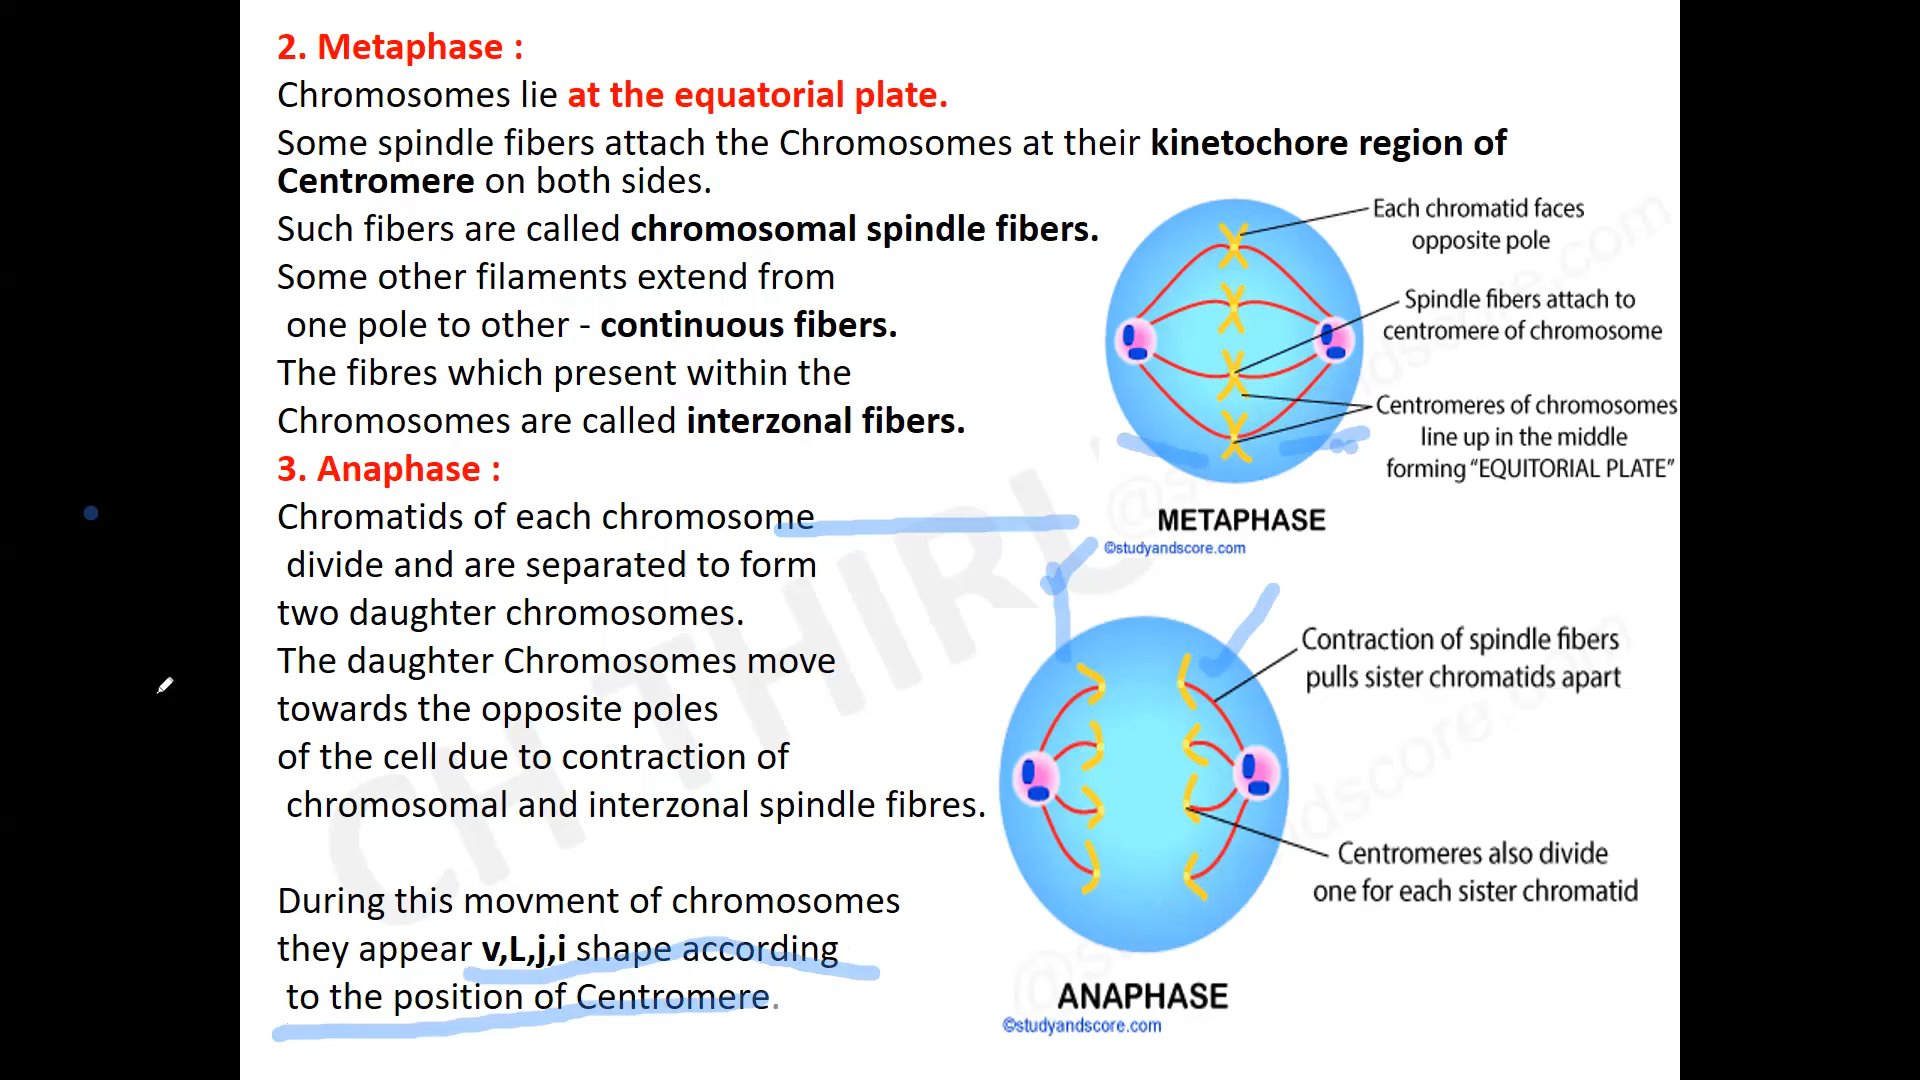 2. Metaphase :
Chromosomes lie at the equatorial plate.
Some spindle fibers attach the Chromosomes at their kinetochore region of
Centromere on both sides.
Such fibers are called chromosomal spindle fibers.
Some other filaments extend from
one pole to other - continuous fibers.
The fibres which present within the
Chromosomes are called interzonal fibers.
3. Anaphase :
Chromatids of each chromosome
divide and are separated to form
two daughter chromosomes.
The daughter Chromosomes move
towards the opposite poles
of the cell due to contraction of
chromosomal and interzonal spindle fibres.
During this movment of chromosomes
they appear v,L,j,i shape according
to the position of Centromere.
Each chromatid faces
opposite pole
Spindle fibers attach to
centromere of chromosome
Centromeres of chromosomes
line up in the middle
forming “EQUITORIAL PLATE”
METAPHASE
©studyandscore.com
Contraction of spindle fibers
pulls sister chromatids apart
Centromeres also divide
one for each sister chromatid
ANAPHASE
©studyandscore.com
CH THIRU